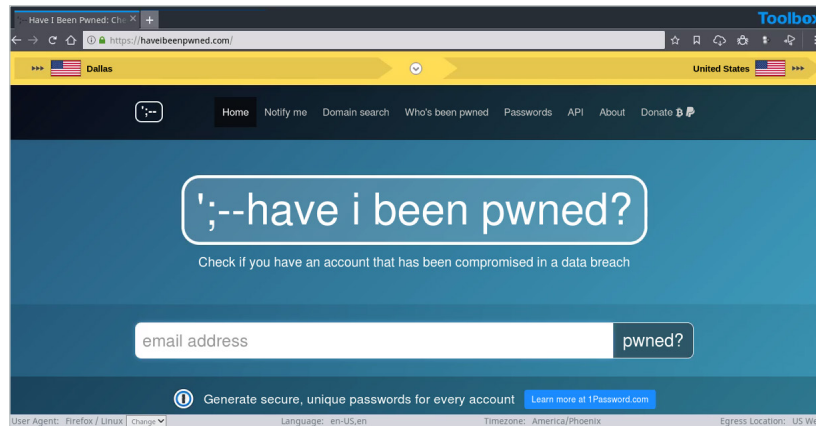 ';-- Have I Been Pwned: Che × +
Toolbox
https://haveibeenpwned.com/
Dallas
United States
';--
Home Notify me Domain search Who's been pwned Passwords API About Donate
';--have i been pwned?
Check if you have an account that has been compromised in a data breach
email address
pwned?
Generate secure, unique passwords for every account Learn more at 1Password.com
User Agent: Firefox / Linux Change Language: en-US,en Timezone: America/Phoenix Egress Location: US We